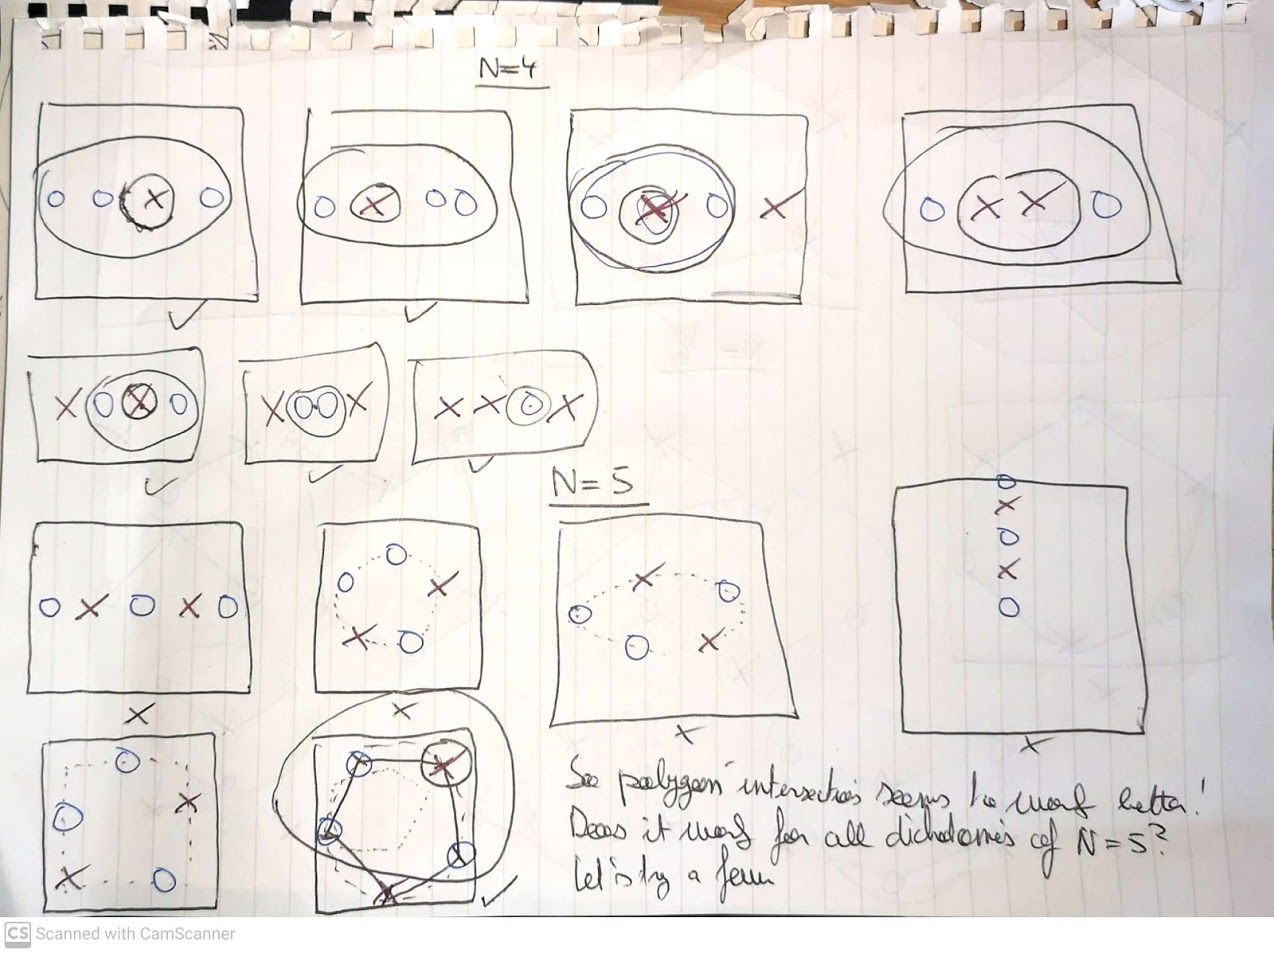 N=4
N=5
So polygon intersection seems to work better!
Does it work for all dichotomies of N=5?
Let's try a few
CS Scanned with CamScanner